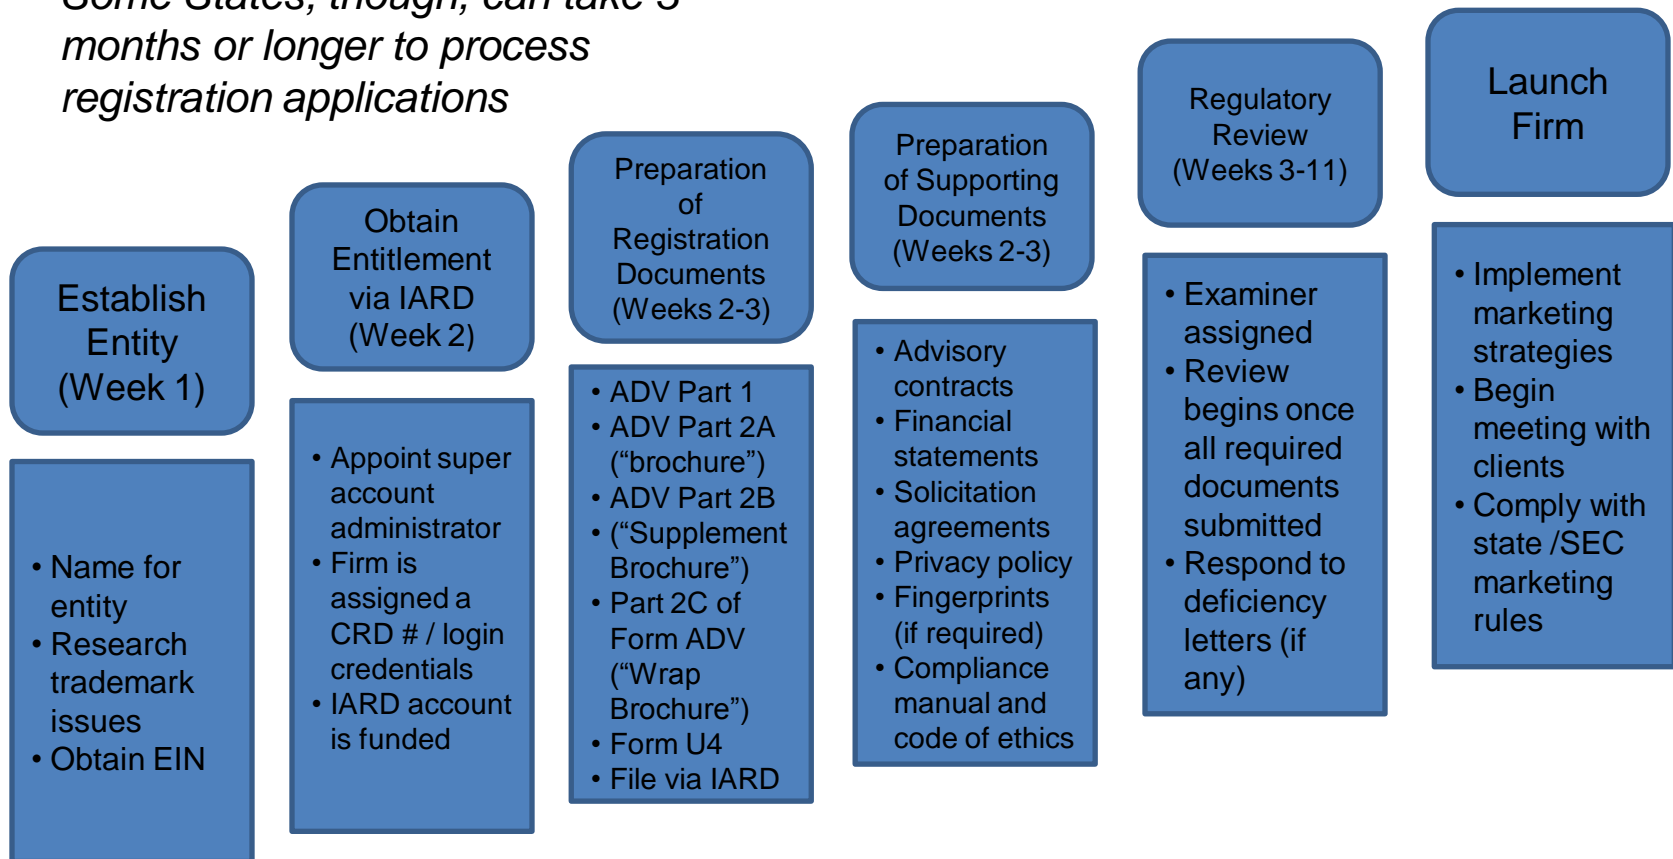 Some States, though, can take 3
months or longer to process
registration applications
Establish
Entity
(Week 1)
• Name for
entity
• Research
trademark
issues
• Obtain EIN
Obtain
Entitlement
via IARD
(Week 2)
• Appoint super
account
administrator
• Firm is
assigned a
CRD # / login
credentials
• IARD account
is funded
Preparation
of
Registration
Documents
(Weeks 2-3)
• ADV Part 1
• ADV Part 2A
(“brochure”)
• ADV Part 2B
• (“Supplement
Brochure”)
• Part 2C of
Form ADV
(“Wrap
Brochure”)
• Form U4
• File via IARD
Preparation
of Supporting
Documents
(Weeks 2-3)
• Advisory
contracts
• Financial
statements
• Solicitation
agreements
• Privacy policy
• Fingerprints
(if required)
• Compliance
manual and
code of ethics
Regulatory
Review
(Weeks 3-11)
• Examiner
assigned
• Review
begins once
all required
documents
submitted
• Respond to
deficiency
letters (if
any)
Launch
Firm
• Implement
marketing
strategies
• Begin
meeting with
clients
• Comply with
state /SEC
marketing
rules